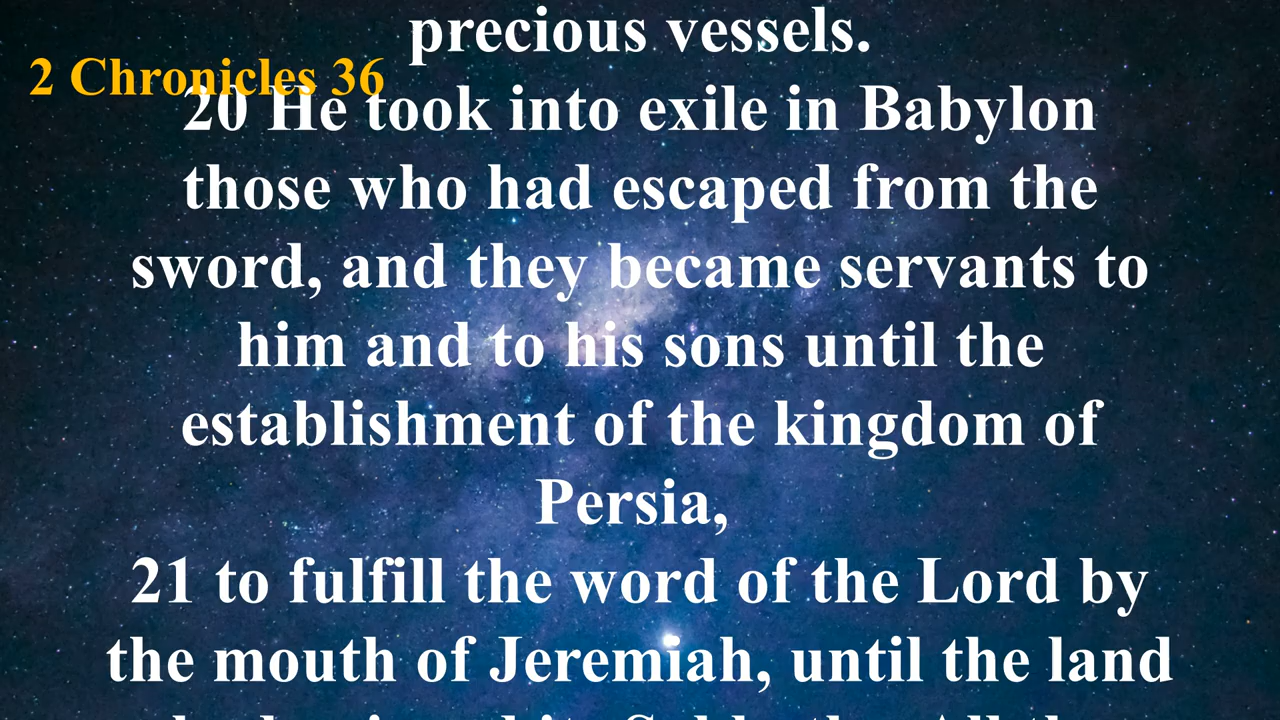 precious vessels.
2 Chronicles 36
20 He took into exile in Babylon
those who had escaped from the
sword, and they became servants to
him and to his sons until the
establishment of the kingdom of
Persia,
21 to fulfill the word of the Lord by
the mouth of Jeremiah, until the land